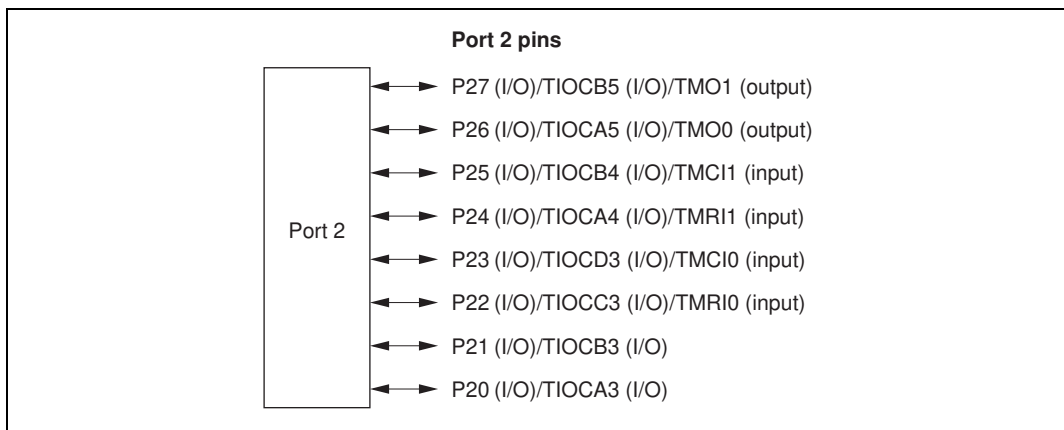 Port 2 pins
P27 (I/O)/TIOCB5 (I/O)/TMO1 (output)
P26 (I/O)/TIOCA5 (I/O)/TMO0 (output)
P25 (I/O)/TIOCB4 (I/O)/TMCI1 (input)
P24 (I/O)/TIOCA4 (I/O)/TMRI1 (input)
Port 2
P23 (I/O)/TIOCD3 (I/O)/TMCI0 (input)
P22 (I/O)/TIOCC3 (I/O)/TMRI0 (input)
P21 (I/O)/TIOCB3 (I/O)
P20 (I/O)/TIOCA3 (I/O)